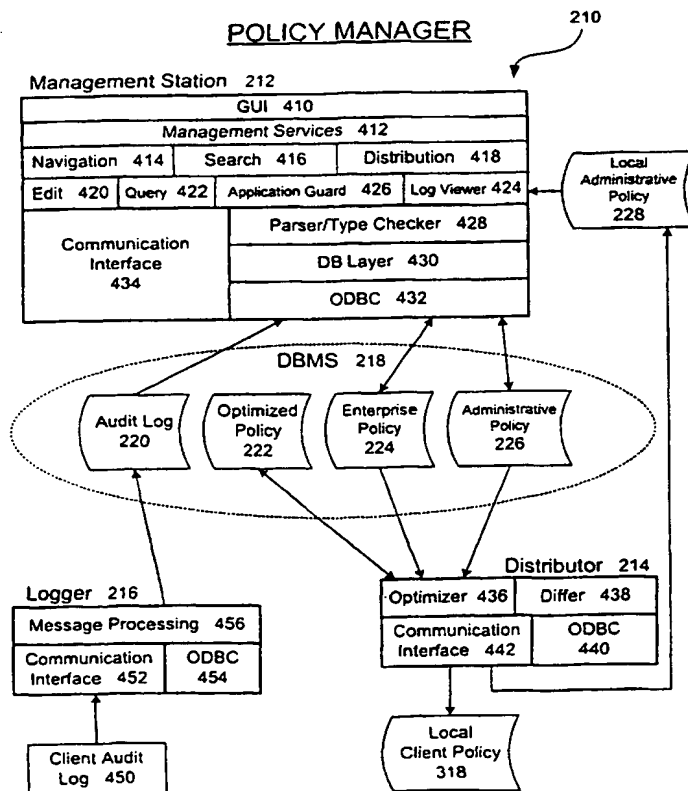 POLICY MANAGER
210
Management Station 212
GUI 410
Management Services 412
Navigation 414
Search 416
Distribution 418
Edit 420
Query 422
Application Guard 426
Log Viewer 424
Local
Administrative
Policy
228
Communication
Interface
434
Parser/Type Checker 428
DB Layer 430
ODBC 432
DBMS 218
Audit Log
220
Optimized
Policy
222
Enterprise
Policy
224
Administrative
Policy
226
Logger 216
Message Processing 456
Communication
Interface 452
ODBC
454
Client Audit
Log 450
Distributor 214
Optimizer 436
Differ 438
Communication
Interface 442
ODBC
440
Local
Client Policy
318